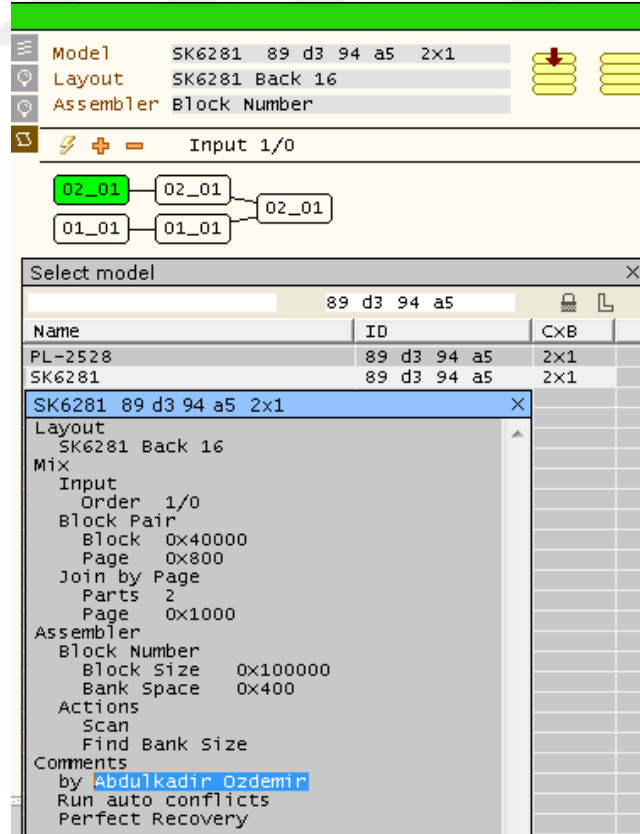 Model SK6281 89 d3 94 a5 2x1
Layout SK6281 Back 16
Assembler Block Number
Input 1/0
02_01 02_01
02_01
01_01 01_01
Select model
89 d3 94 a5
Name ID CxB
PL-2528 89 d3 94 a5 2x1
SK6281 89 d3 94 a5 2x1
SK6281 89 d3 94 a5 2x1
Layout
SK6281 Back 16
Mix
Input
Order 1/0
Block Pair
Block 0x40000
Page 0x800
Join by Page
Parts 2
Page 0x1000
Assembler
Block Number
Block Size 0x100000
Bank Space 0x400
Actions
Scan
Find Bank Size
Comments
by Abdulkadir Ozdemir
Run auto conflicts
Perfect Recovery